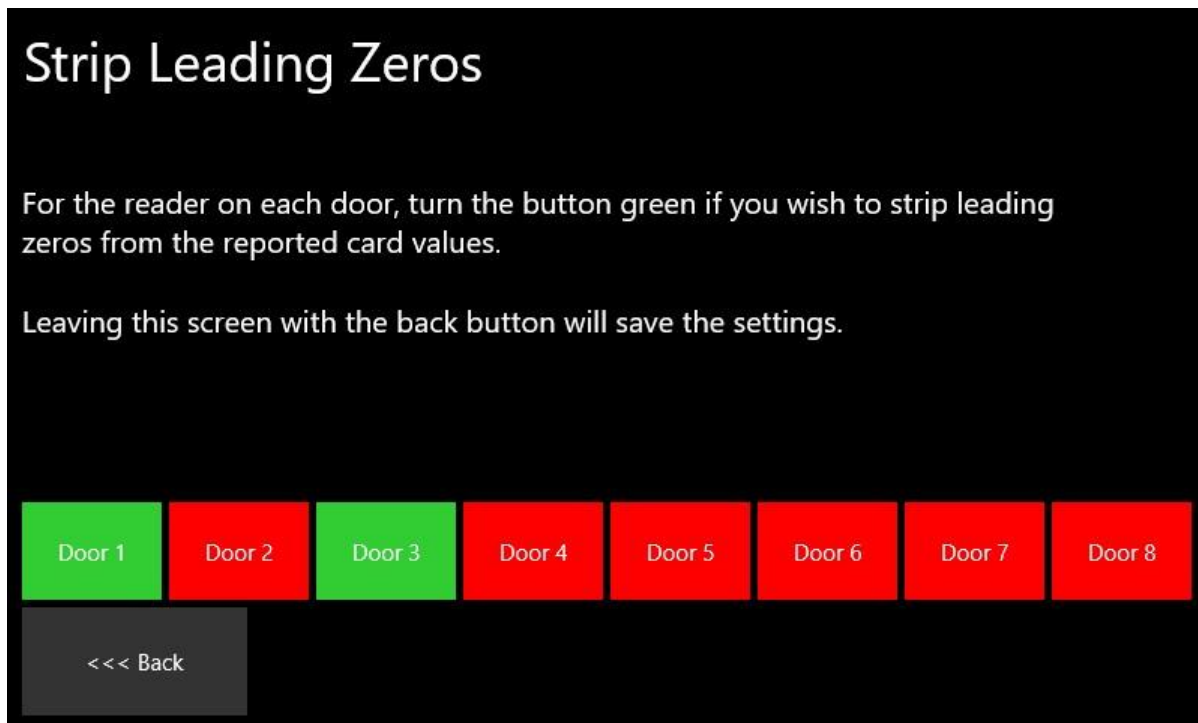 Strip Leading Zeros
For the reader on each door, turn the button green if you wish to strip leading
zeros from the reported card values.
Leaving this screen with the back button will save the settings.
Door 1 Door 2 Door 3 Door 4 Door 5 Door 6 Door 7 Door 8
<<< Back